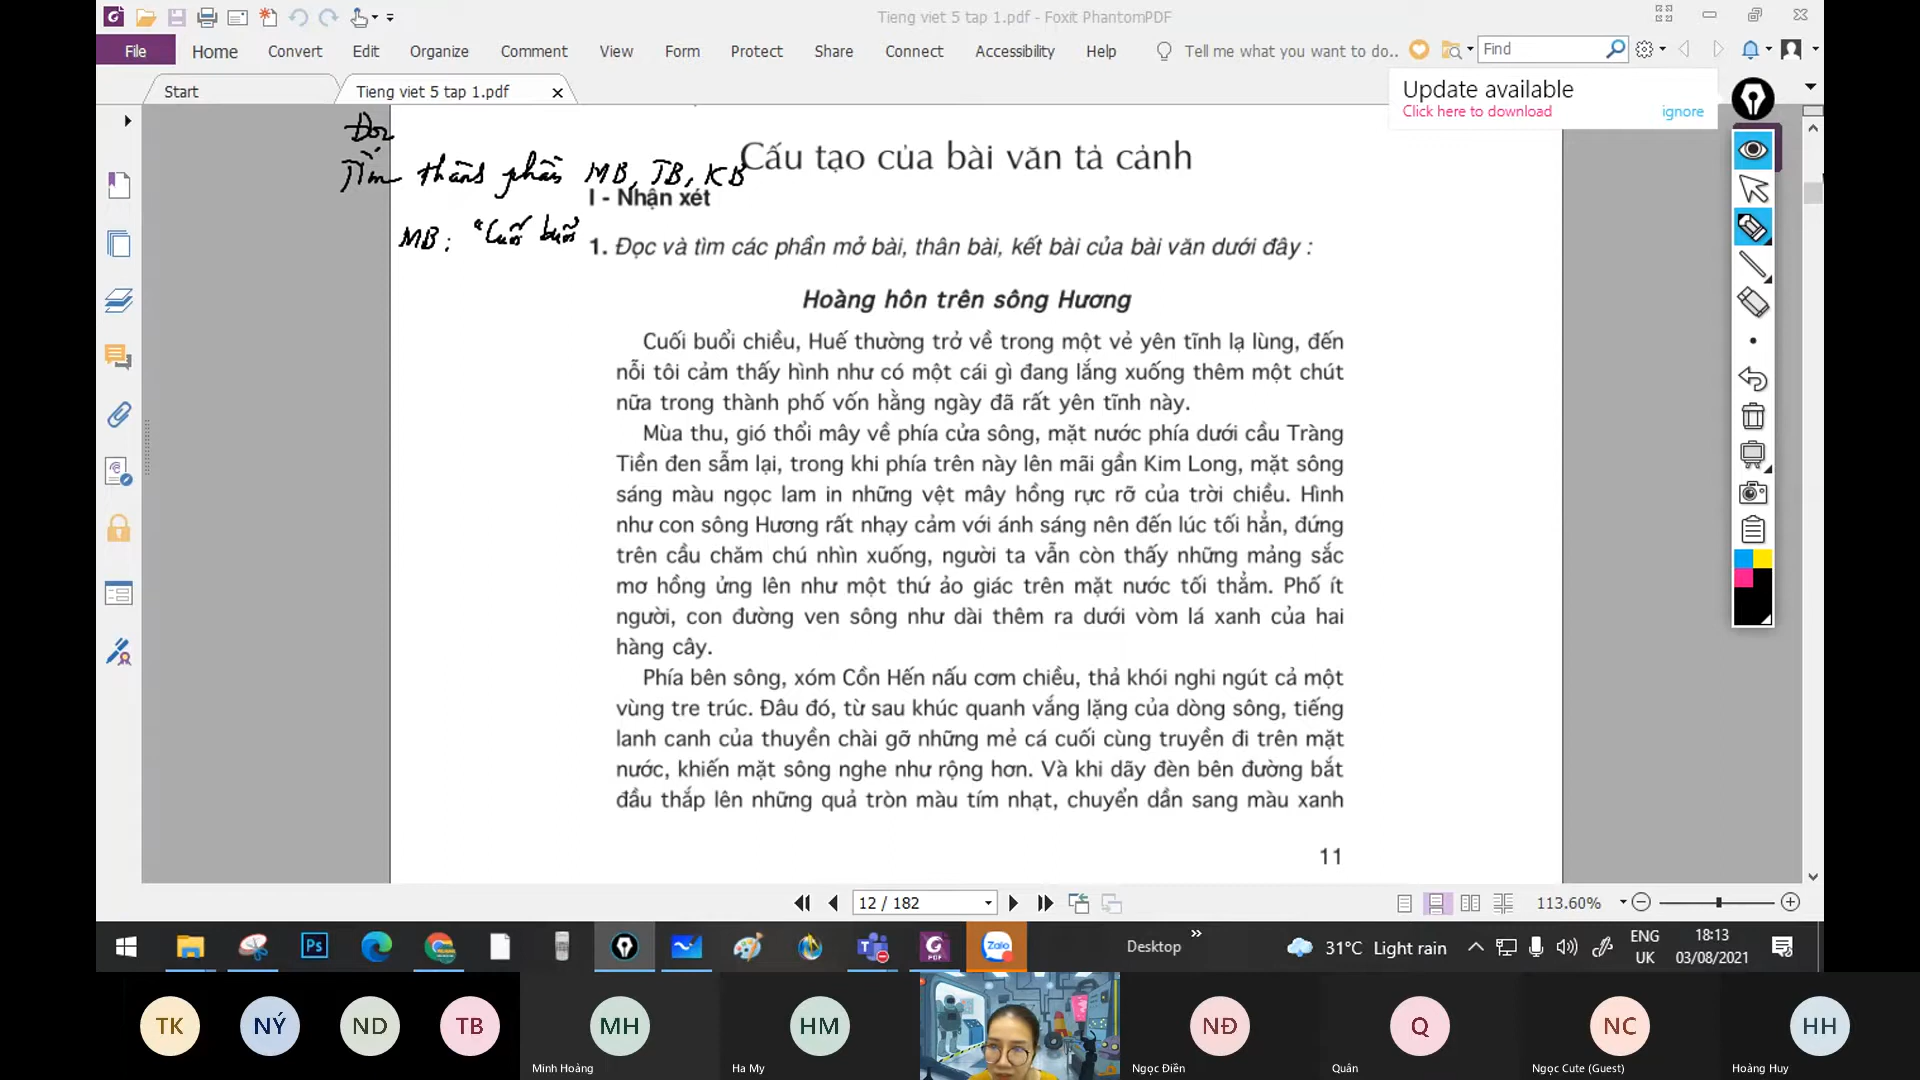 Tieng viet 5 tap 1.pdf - Foxit PhantomPDF
File Home Convert Edit Organize Comment View Form Protect Share Connect Accessibility Help Tell me what you want to do.. Find
Start Tieng viet 5 tap 1.pdf
Update available
Click here to download ignore
Đọc
Tìm thành phần MB, TB, KB
MB: "Cuối buổi
Cấu tạo của bài văn tả cảnh
I - Nhận xét
1. Đọc và tìm các phần mở bài, thân bài, kết bài của bài văn dưới đây :
Hoàng hôn trên sông Hương
Cuối buổi chiều, Huế thường trở về trong một vẻ yên tĩnh lạ lùng, đến
nỗi tôi cảm thấy hình như có một cái gì đang lắng xuống thêm một chút
nữa trong thành phố vốn hằng ngày đã rất yên tĩnh này.
Mùa thu, gió thổi mây về phía cửa sông, mặt nước phía dưới cầu Tràng
Tiền đen sẫm lại, trong khi phía trên này lên mãi gần Kim Long, mặt sông
sáng màu ngọc lam in những vệt mây hồng rực rỡ của trời chiều. Hình
như con sông Hương rất nhạy cảm với ánh sáng nên đến lúc tối hẳn, đứng
trên cầu chăm chú nhìn xuống, người ta vẫn còn thấy những mảng sắc
mơ hồng ửng lên như một thứ ảo giác trên mặt nước tối thẳm. Phố ít
người, con đường ven sông như dài thêm ra dưới vòm lá xanh của hai
hàng cây.
Phía bên sông, xóm Cồn Hến nấu cơm chiều, thả khói nghi ngút cả một
vùng tre trúc. Đâu đó, từ sau khúc quanh vắng lặng của dòng sông, tiếng
lanh canh của thuyền chài gỡ những mẻ cá cuối cùng truyền đi trên mặt
nước, khiến mặt sông nghe như rộng hơn. Và khi dãy đèn bên đường bắt
đầu thắp lên những quả tròn màu tím nhạt, chuyển dần sang màu xanh
11
12 / 182
113.60%
Ps
PDF
Zalo
Desktop
31°C Light rain
ENG
UK
18:13
03/08/2021
TK NÝ ND TB MH HM NĐ Q NC HH
Minh Hoàng Ha My Ngọc Điền Quân Ngọc Cute (Guest) Hoàng Huy